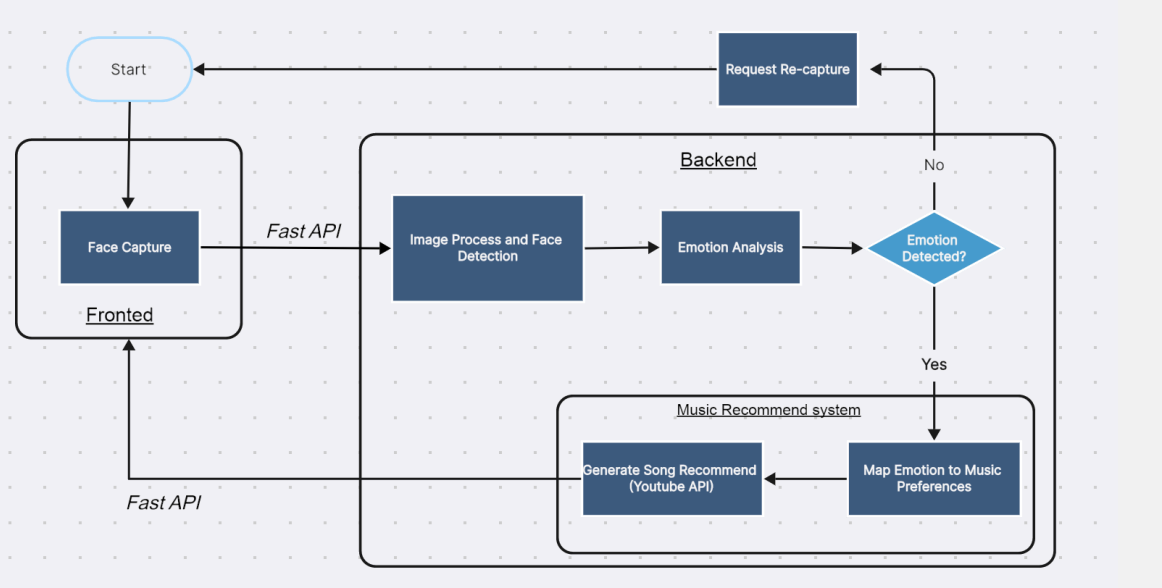 Start
Request Re-capture
Backend
No
Face Capture
Fast API
Image Process and Face
Detection
Emotion Analysis
Emotion
Detected?
Fronted
Yes
Music Recommend system
Generate Song Recommend
(Youtube API)
Map Emotion to Music
Preferences
Fast API